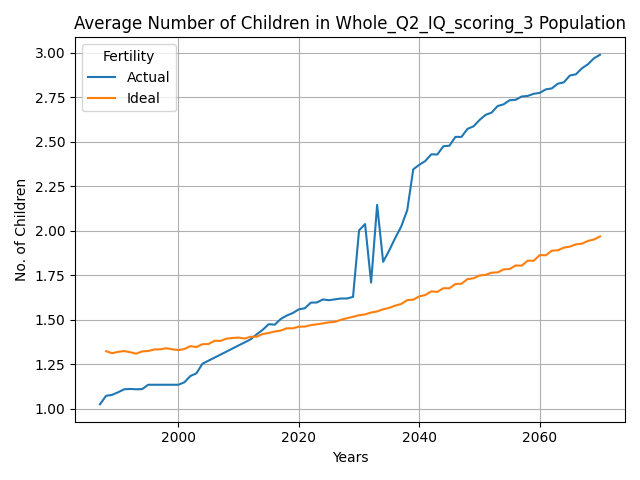 Average Number of Children in Whole_Q2_IQ_scoring_3 Population
Fertility
Actual
Ideal
3.00
2.75
2.50
2.25
2.00
1.75
1.50
1.25
1.00
No. of Children
2000
2020
2040
2060
Years